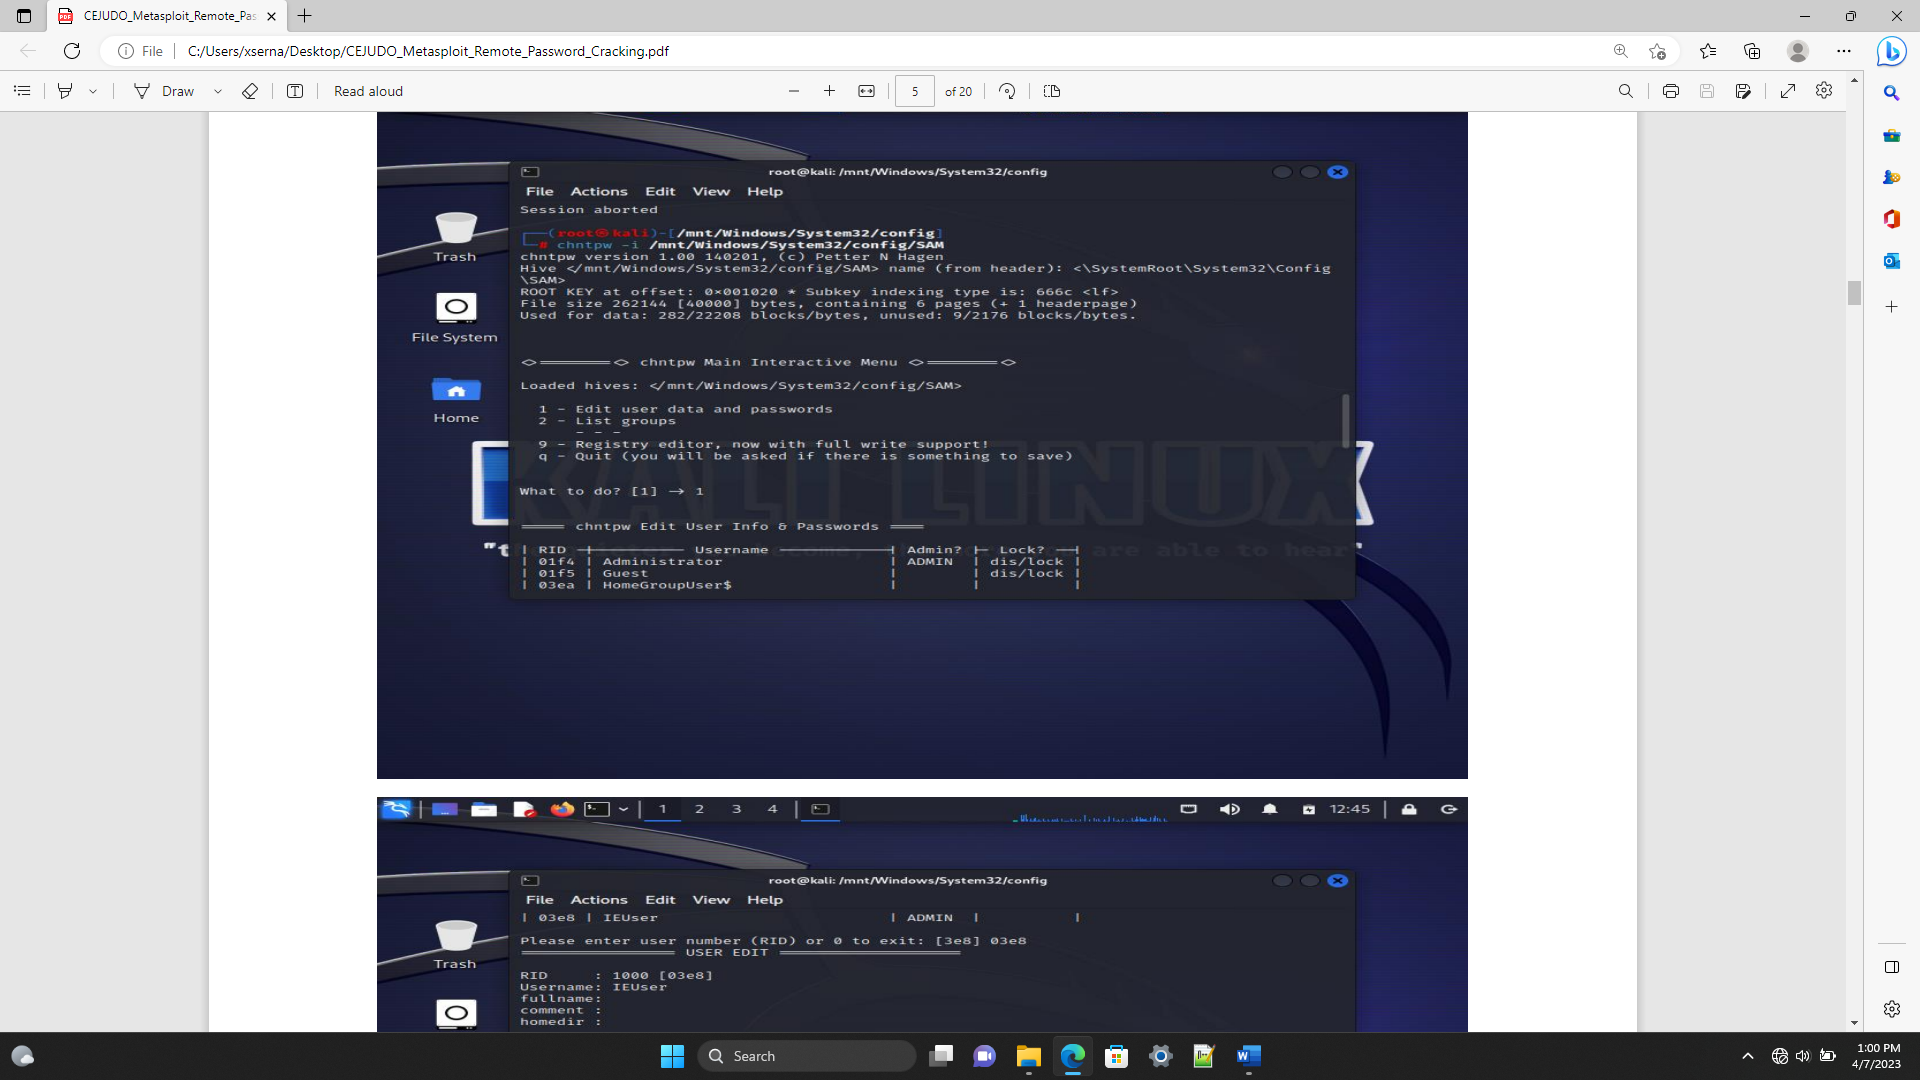 CEJUDO_Metasploit_Remote_Pas
File
C:/Users/xserna/Desktop/CEJUDO_Metasploit_Remote_Password_Cracking.pdf
Draw
Read aloud
5
of 20
root@kali: /mnt/Windows/System32/config
File Actions Edit View Help
Session aborted
(root㉿kali)-[/mnt/Windows/System32/config]
# chntpw -i /mnt/Windows/System32/config/SAM
chntpw version 1.00 140201, (c) Petter N Hagen
Hive </mnt/Windows/System32/config/SAM> name (from header): <\SystemRoot\System32\Config
\SAM>
ROOT KEY at offset: 0×001020 * Subkey indexing type is: 666c <lf>
File size 262144 [40000] bytes, containing 6 pages (+ 1 headerpage)
Used for data: 282/22208 blocks/bytes, unused: 9/2176 blocks/bytes.
<>════════<> chntpw Main Interactive Menu <>════════<>
Loaded hives: </mnt/Windows/System32/config/SAM>
1 - Edit user data and passwords
2 - List groups
- - -
9 - Registry editor, now with full write support!
q - Quit (you will be asked if there is something to save)
What to do? [1] → 1
═════ chntpw Edit User Info & Passwords ════
| RID -|---------- Username ------------| Admin? |- Lock? --|
| 01f4 | Administrator | ADMIN | dis/lock |
| 01f5 | Guest | | dis/lock |
| 03ea | HomeGroupUser$ | | |
Trash
File System
Home
KALI LINUX
are able to hear"
1 2 3 4
12:45
root@kali: /mnt/Windows/System32/config
File Actions Edit View Help
| 03e8 | IEUser | ADMIN | |
Please enter user number (RID) or 0 to exit: [3e8] 03e8
════════════════ USER EDIT ════════════════════
RID : 1000 [03e8]
Username: IEUser
fullname:
comment :
homedir :
Trash
Search
1:00 PM
4/7/2023